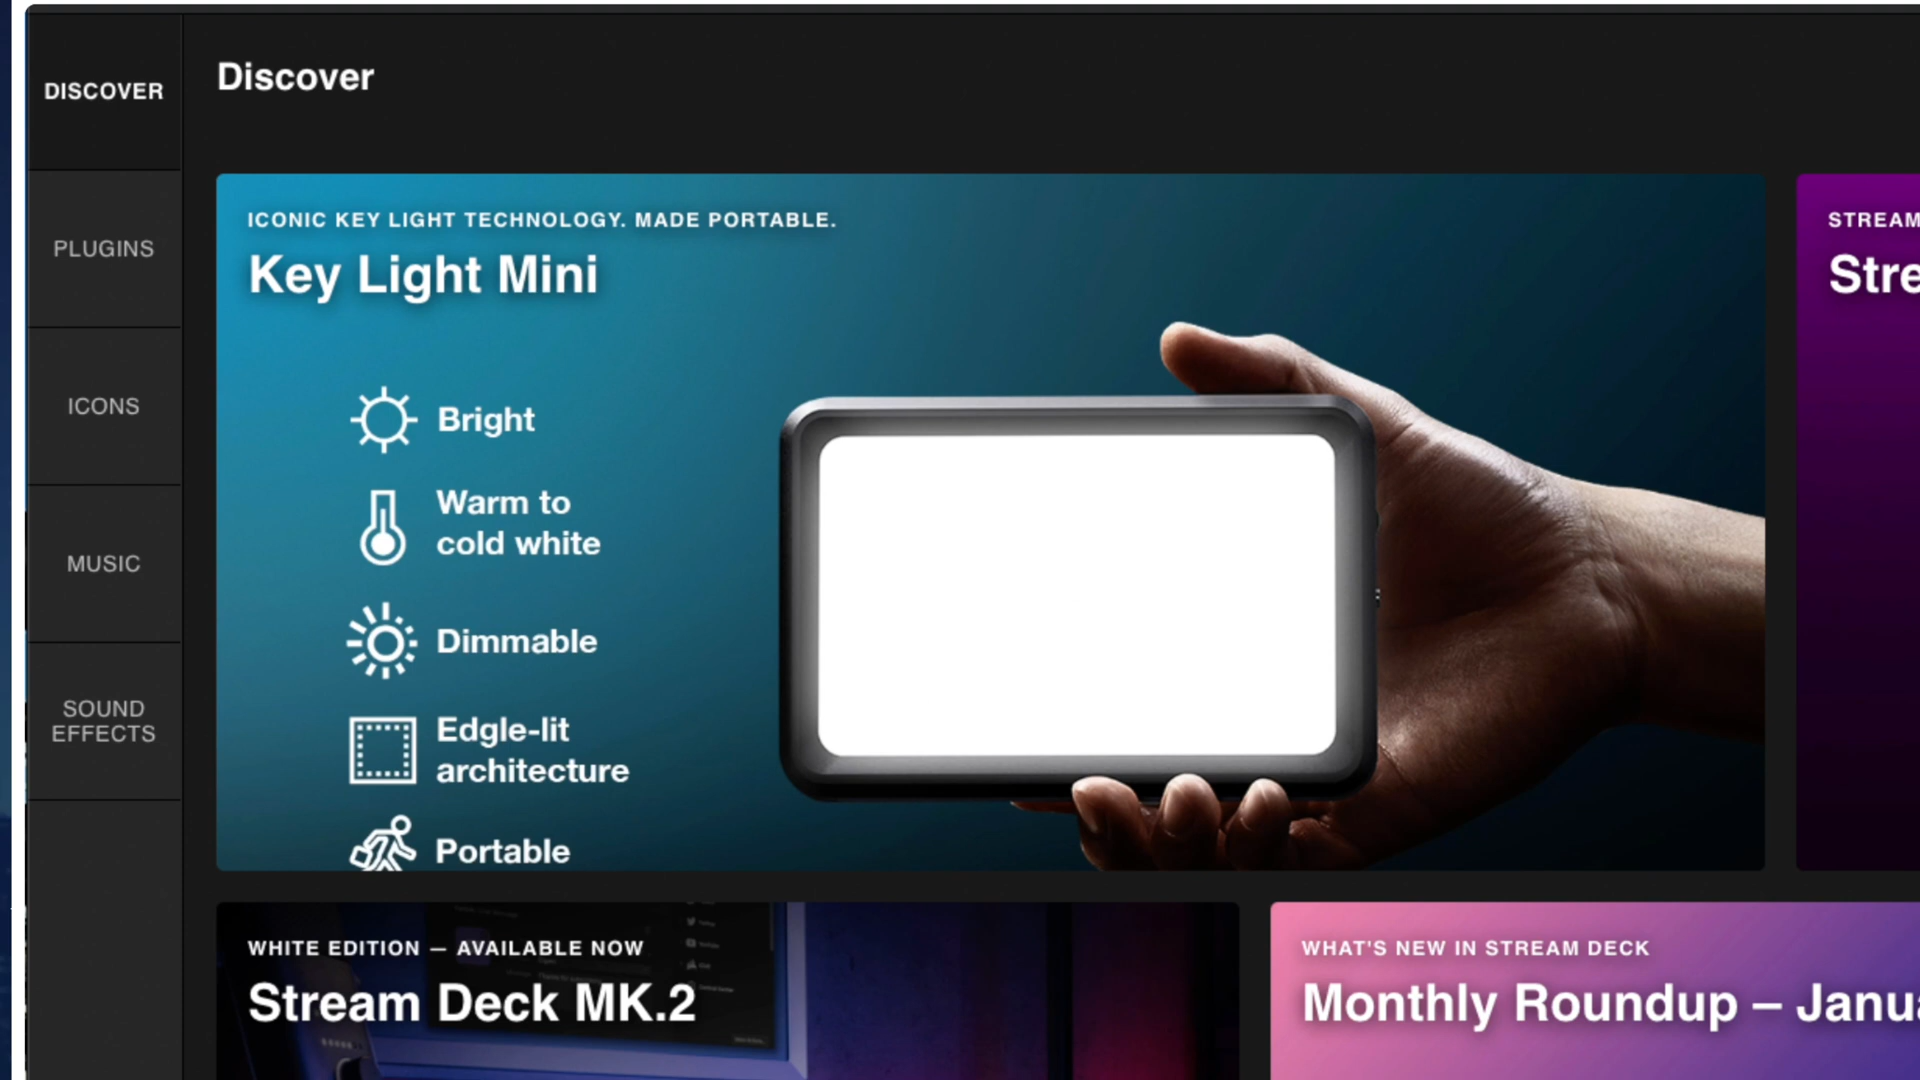 DISCOVER
PLUGINS
ICONS
MUSIC
SOUND
EFFECTS
Discover
ICONIC KEY LIGHT TECHNOLOGY. MADE PORTABLE.
Key Light Mini
Bright
Warm to
cold white
Dimmable
Edgle-lit
architecture
Portable
STREAM
Stre
WHITE EDITION — AVAILABLE NOW
Stream Deck MK.2
WHAT'S NEW IN STREAM DECK
Monthly Roundup – Janua